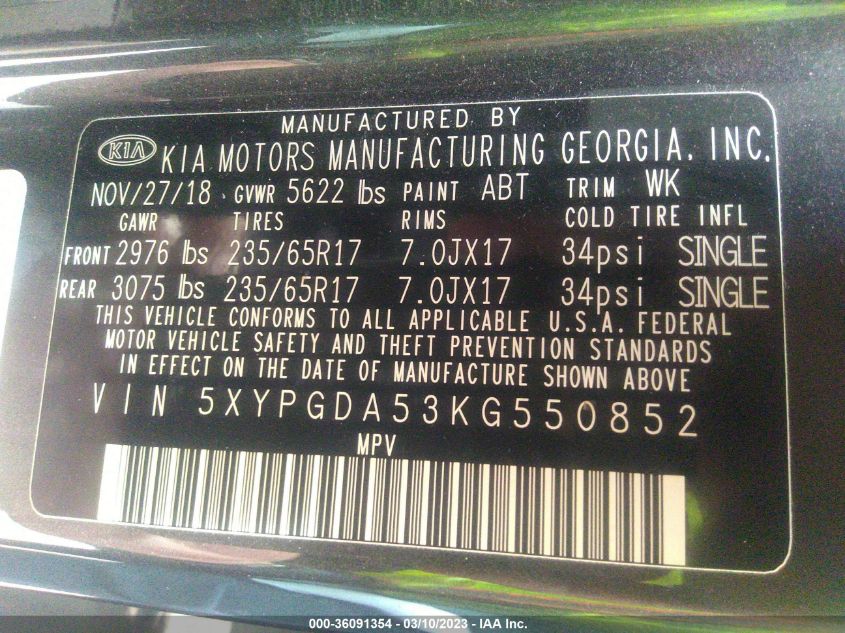 MANUFACTURED BY
KIA KIA MOTORS MANUFACTURING GEORGIA, INC.
NOV/27/18 GVWR 5622 lbs PAINT ABT TRIM WK
GAWR TIRES RIMS COLD TIRE INFL
FRONT 2976 lbs 235/65R17 7.0JX17 34psi SINGLE
REAR 3075 lbs 235/65R17 7.0JX17 34psi SINGLE
THIS VEHICLE CONFORMS TO ALL APPLICABLE U.S.A. FEDERAL
MOTOR VEHICLE SAFETY AND THEFT PREVENTION STANDARDS
IN EFFECT ON THE DATE OF MANUFACTURE SHOWN ABOVE
VIN 5XYPGDA53KG550852
MPV
000-36091354 - 03/10/2023 - IAA Inc.